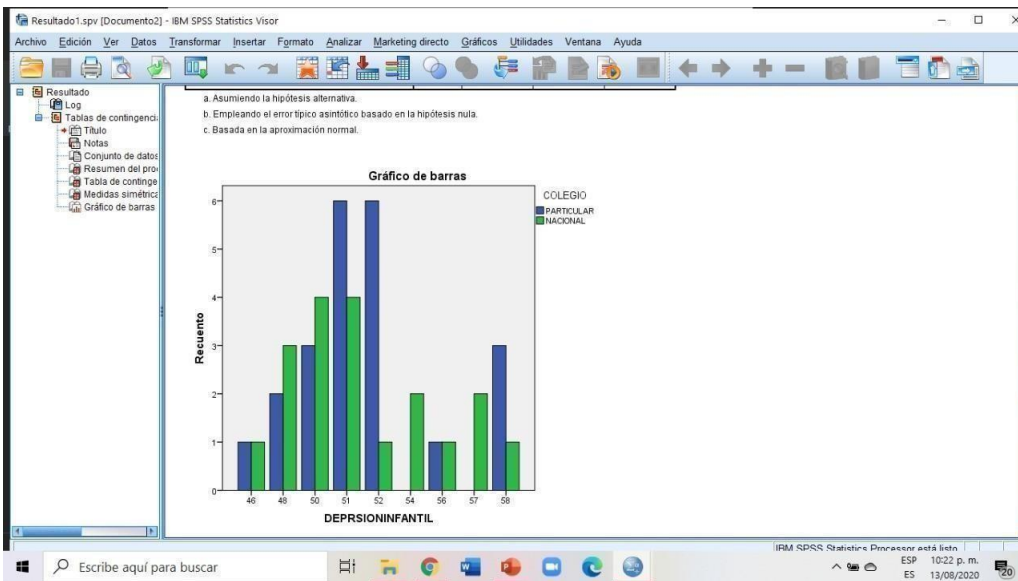 Resultado1.spv [Documento2] - IBM SPSS Statistics Visor
Archivo Edición Ver Datos Transformar Insertar Formato Analizar Marketing directo Gráficos Utilidades Ventana Ayuda
Resultado
Log
Tablas de contingenci
Título
Notas
Conjunto de datos
Resumen del pro
Tabla de continge
Medidas simétrica
Gráfico de barras
a. Asumiendo la hipótesis alternativa.
b. Empleando el error típico asintótico basado en la hipótesis nula.
c. Basada en la aproximación normal.
Gráfico de barras
COLEGIO
PARTICULAR
NACIONAL
Recuento
6
5
4
3
2
1
0
46 48 50 51 52 54 56 57 58
DEPRSIONINFANTIL
IBM SPSS Statistics Processor está listo
Escribe aquí para buscar
ESP 10:22 p. m.
ES 13/08/2020
20